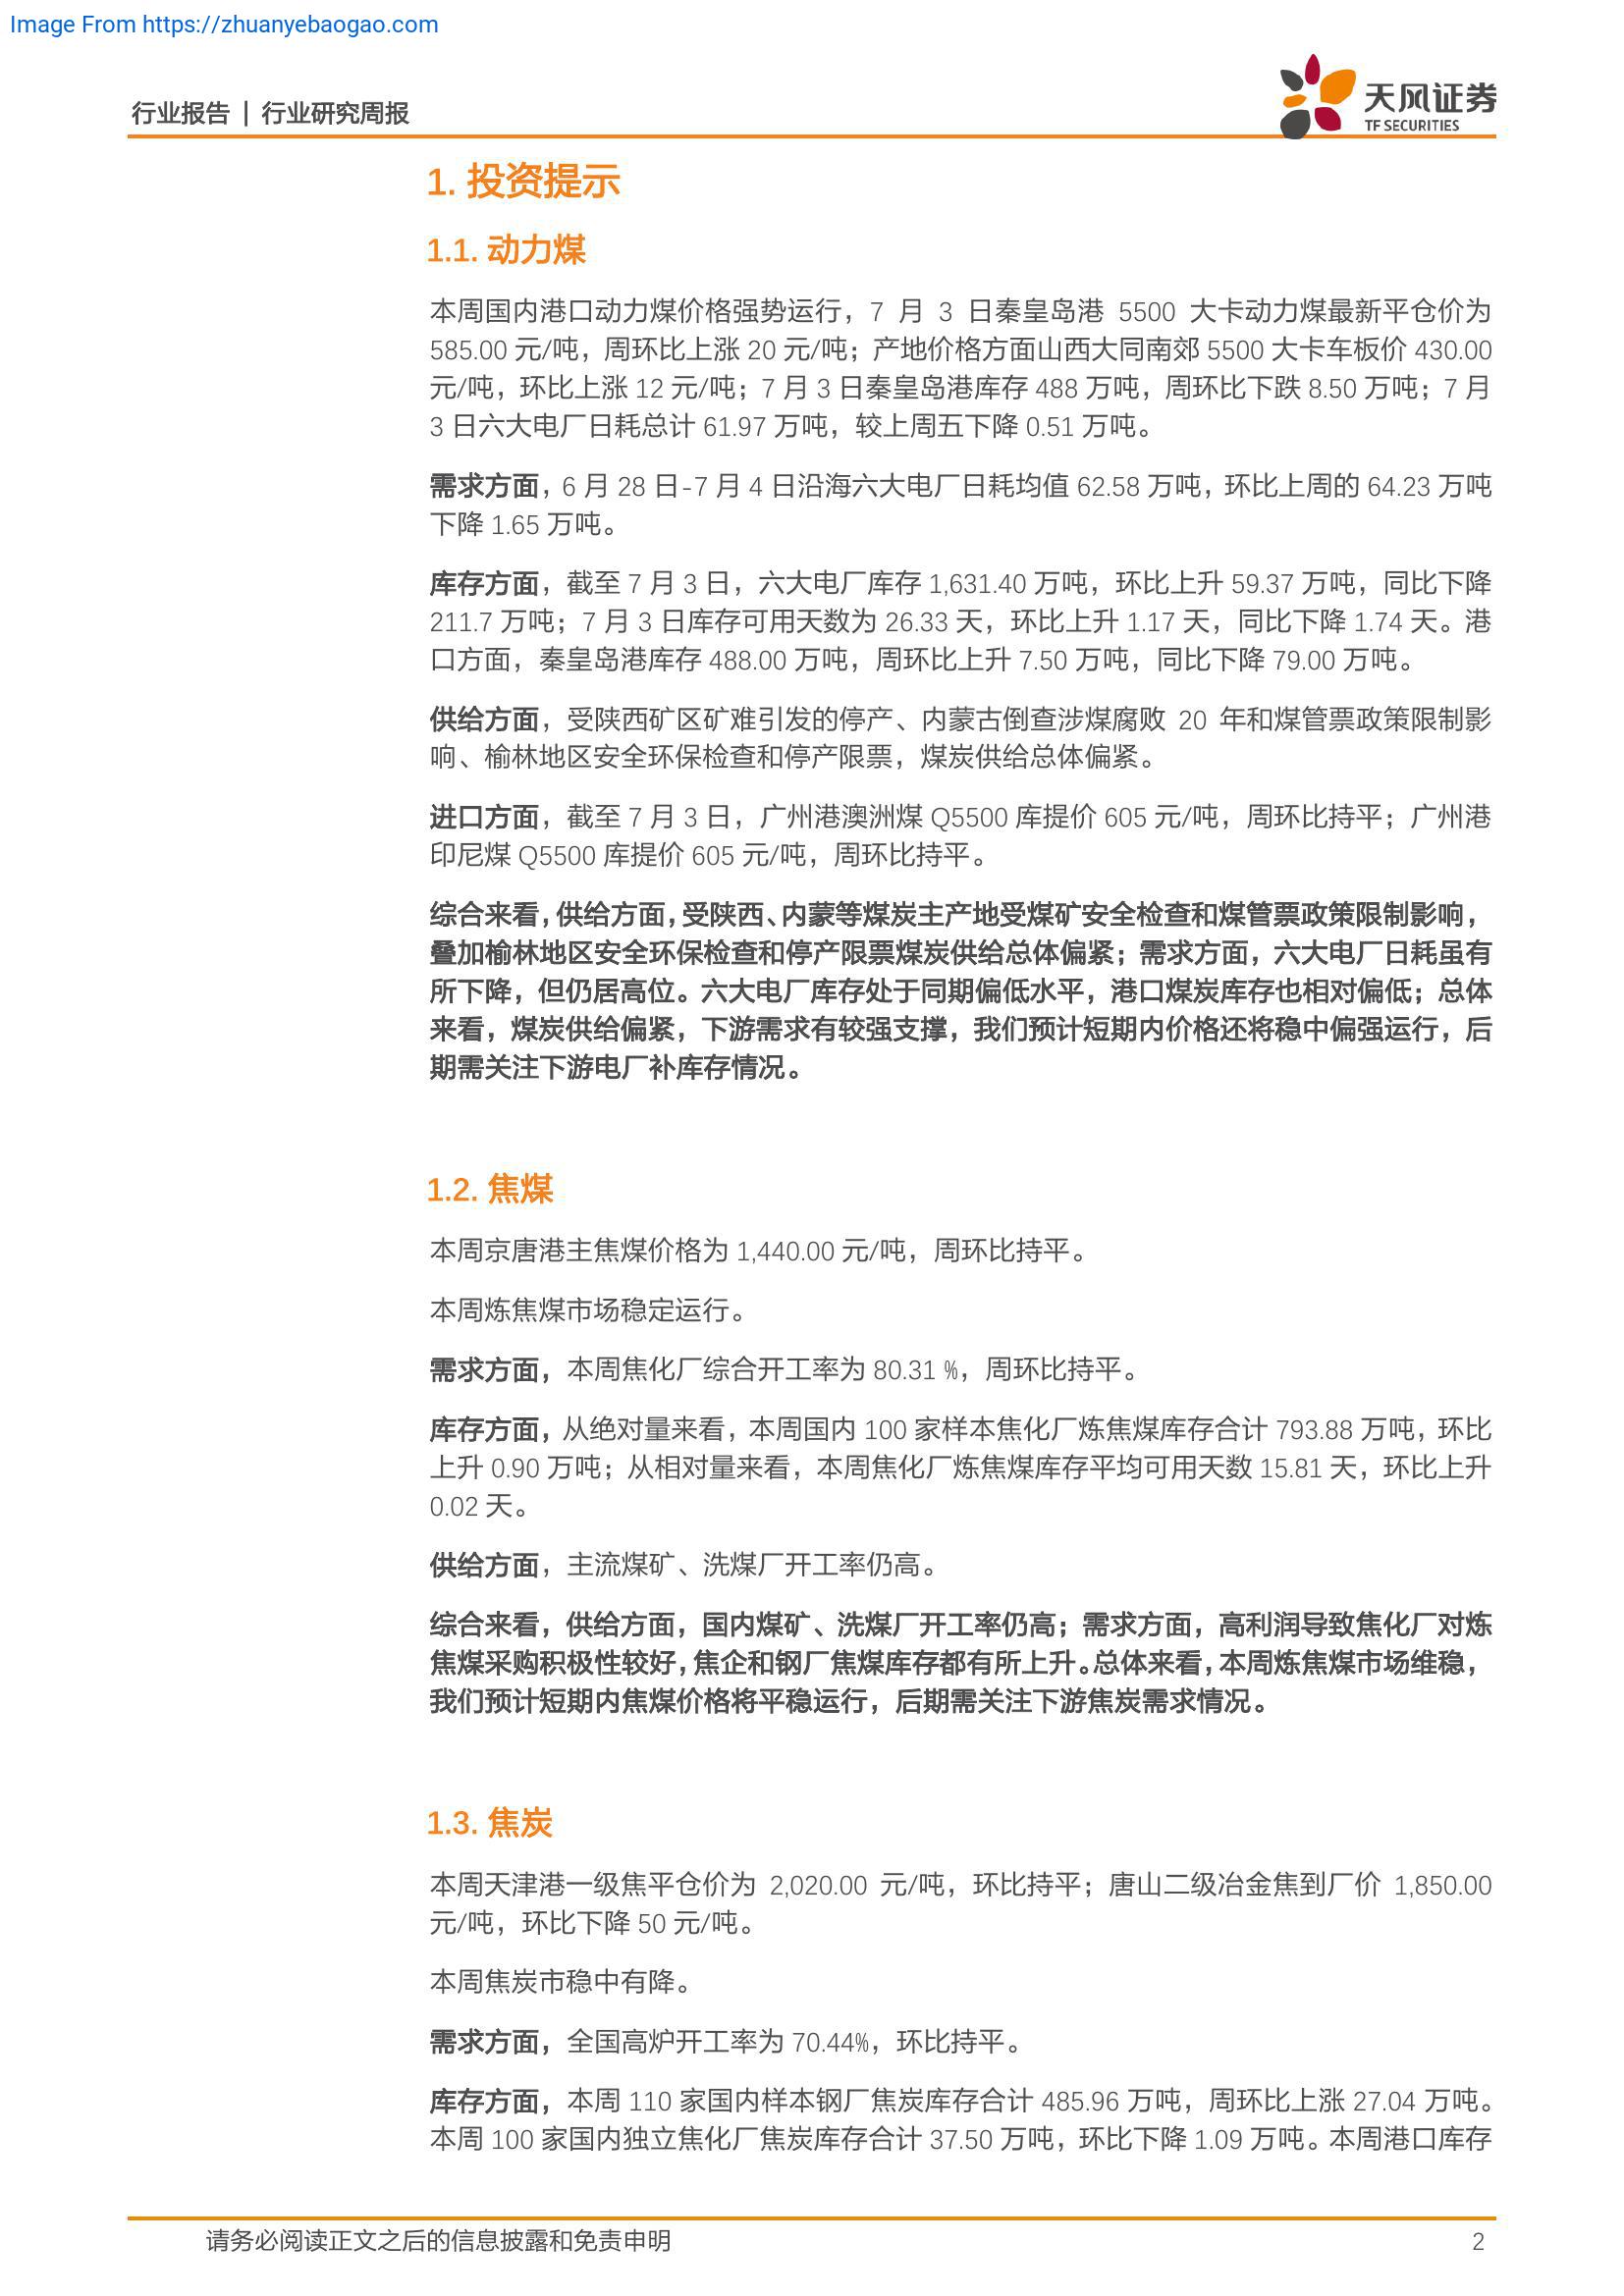 Image From https://zhuanyebaogao.com
行业报告 | 行业研究周报
天风证券
TF SECURITIES
1. 投资提示
1.1. 动力煤
本周国内港口动力煤价格强势运行，7 月 3 日秦皇岛港 5500 大卡动力煤最新平仓价为
585.00 元/吨，周环比上涨 20 元/吨；产地价格方面山西大同南郊 5500 大卡车板价 430.00
元/吨，环比上涨 12 元/吨；7 月 3 日秦皇岛港库存 488 万吨，周环比下跌 8.50 万吨；7 月
3 日六大电厂日耗总计 61.97 万吨，较上周五下降 0.51 万吨。
需求方面，6 月 28 日-7 月 4 日沿海六大电厂日耗均值 62.58 万吨，环比上周的 64.23 万吨
下降 1.65 万吨。
库存方面，截至 7 月 3 日，六大电厂库存 1,631.40 万吨，环比上升 59.37 万吨，同比下降
211.7 万吨；7 月 3 日库存可用天数为 26.33 天，环比上升 1.17 天，同比下降 1.74 天。港
口方面，秦皇岛港库存 488.00 万吨，周环比上升 7.50 万吨，同比下降 79.00 万吨。
供给方面，受陕西矿区矿难引发的停产、内蒙古倒查涉煤腐败 20 年和煤管票政策限制影
响、榆林地区安全环保检查和停产限票，煤炭供给总体偏紧。
进口方面，截至 7 月 3 日，广州港澳洲煤 Q5500 库提价 605 元/吨，周环比持平；广州港
印尼煤 Q5500 库提价 605 元/吨，周环比持平。
综合来看，供给方面，受陕西、内蒙等煤炭主产地受煤矿安全检查和煤管票政策限制影响，
叠加榆林地区安全环保检查和停产限票煤炭供给总体偏紧；需求方面，六大电厂日耗虽有
所下降，但仍居高位。六大电厂库存处于同期偏低水平，港口煤炭库存也相对偏低；总体
来看，煤炭供给偏紧，下游需求有较强支撑，我们预计短期内价格还将稳中偏强运行，后
期需关注下游电厂补库存情况。
1.2. 焦煤
本周京唐港主焦煤价格为 1,440.00 元/吨，周环比持平。
本周炼焦煤市场稳定运行。
需求方面，本周焦化厂综合开工率为 80.31 %，周环比持平。
库存方面，从绝对量来看，本周国内 100 家样本焦化厂炼焦煤库存合计 793.88 万吨，环比
上升 0.90 万吨；从相对量来看，本周焦化厂炼焦煤库存平均可用天数 15.81 天，环比上升
0.02 天。
供给方面，主流煤矿、洗煤厂开工率仍高。
综合来看，供给方面，国内煤矿、洗煤厂开工率仍高；需求方面，高利润导致焦化厂对炼
焦煤采购积极性较好，焦企和钢厂焦煤库存都有所上升。总体来看，本周炼焦煤市场维稳，
我们预计短期内焦煤价格将平稳运行，后期需关注下游焦炭需求情况。
1.3. 焦炭
本周天津港一级焦平仓价为 2,020.00 元/吨，环比持平；唐山二级冶金焦到厂价 1,850.00
元/吨，环比下降 50 元/吨。
本周焦炭市稳中有降。
需求方面，全国高炉开工率为 70.44%，环比持平。
库存方面，本周 110 家国内样本钢厂焦炭库存合计 485.96 万吨，周环比上涨 27.04 万吨。
本周 100 家国内独立焦化厂焦炭库存合计 37.50 万吨，环比下降 1.09 万吨。本周港口库存
请务必阅读正文之后的信息披露和免责申明
2